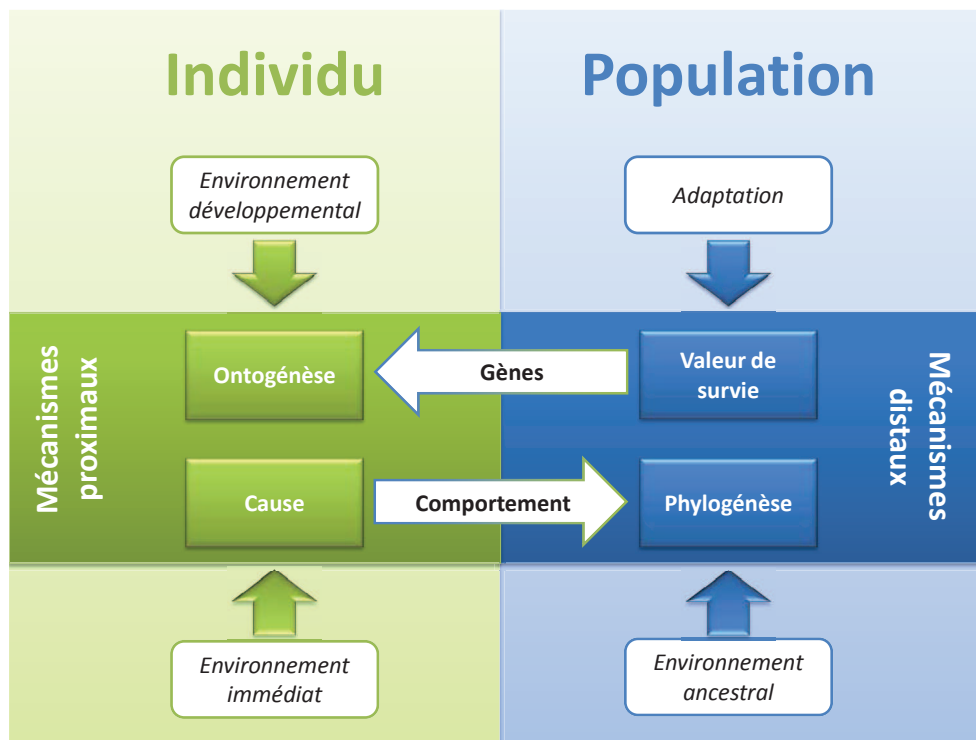 Individu
Population
Environnement
développemental
Adaptation
Mécanismes
proximaux
Ontogénèse
Gènes
Valeur de
survie
Mécanismes
distaux
Cause
Comportement
Phylogénèse
Environnement
immédiat
Environnement
ancestral